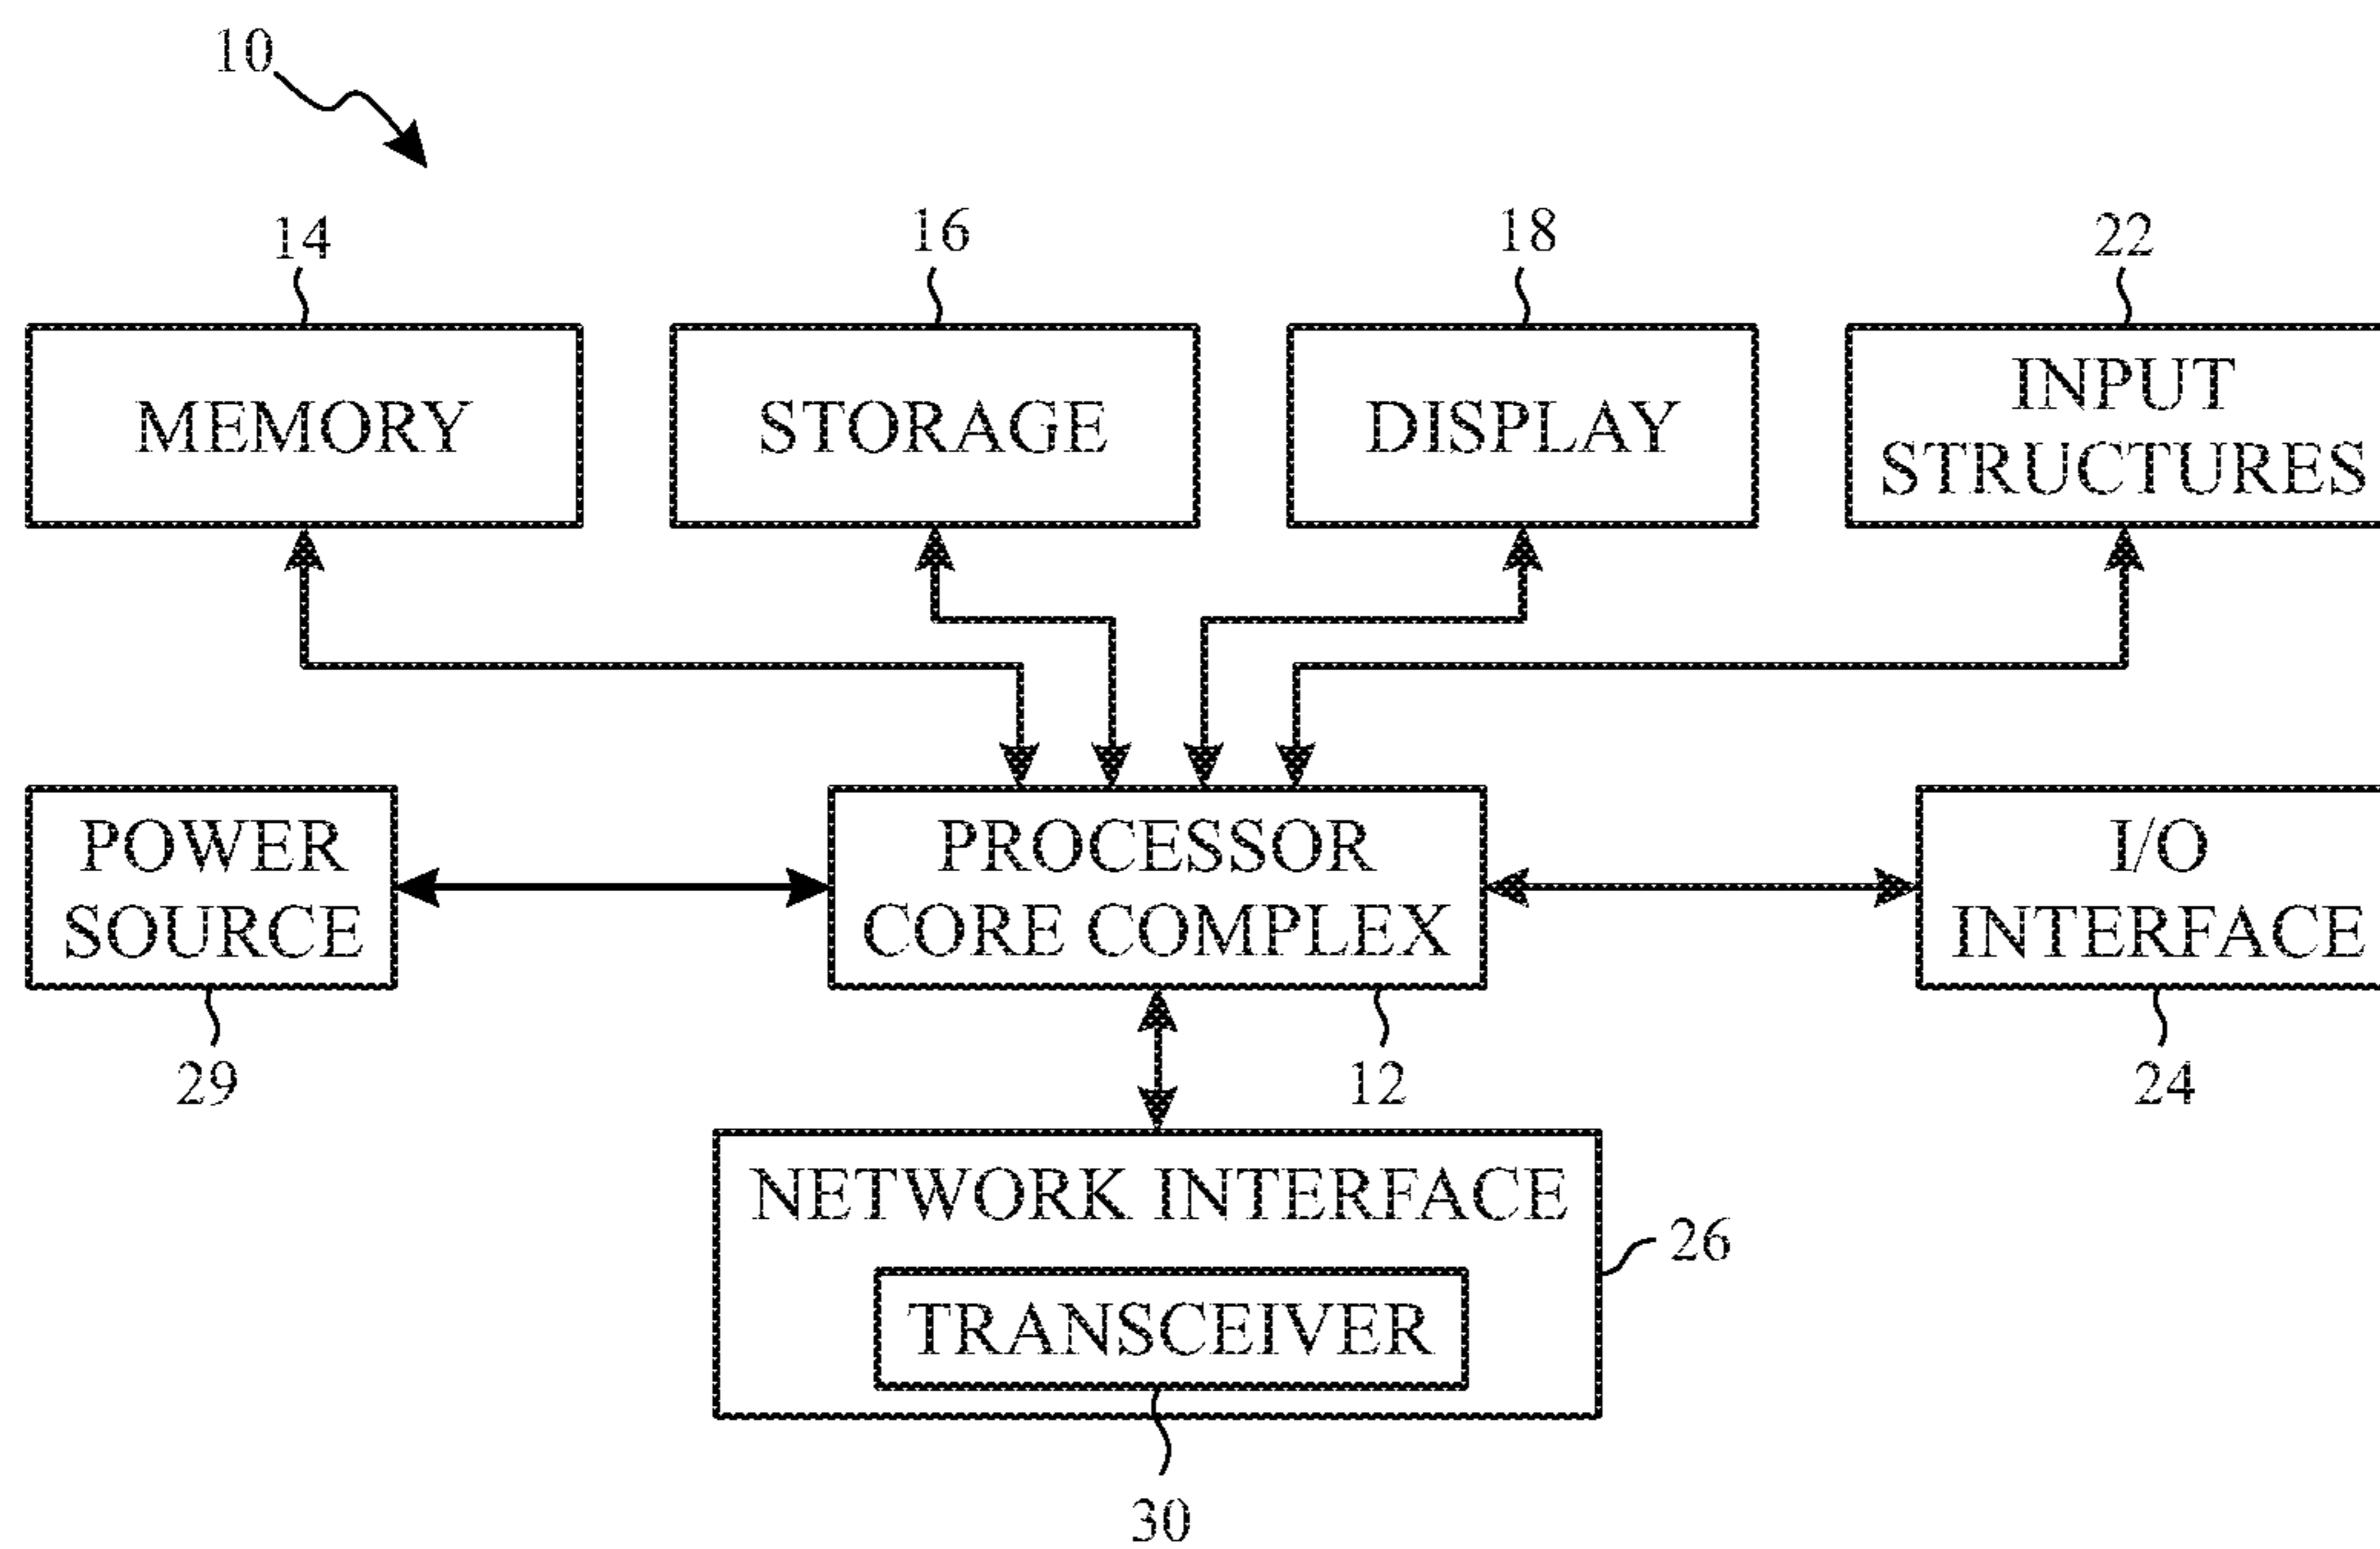 10
14
16
18
22
MEMORY
STORAGE
DISPLAY
INPUT
STRUCTURES
POWER
SOURCE
PROCESSOR
CORE COMPLEX
I/O
INTERFACE
29
12
24
NETWORK INTERFACE
26
TRANSCEIVER
30